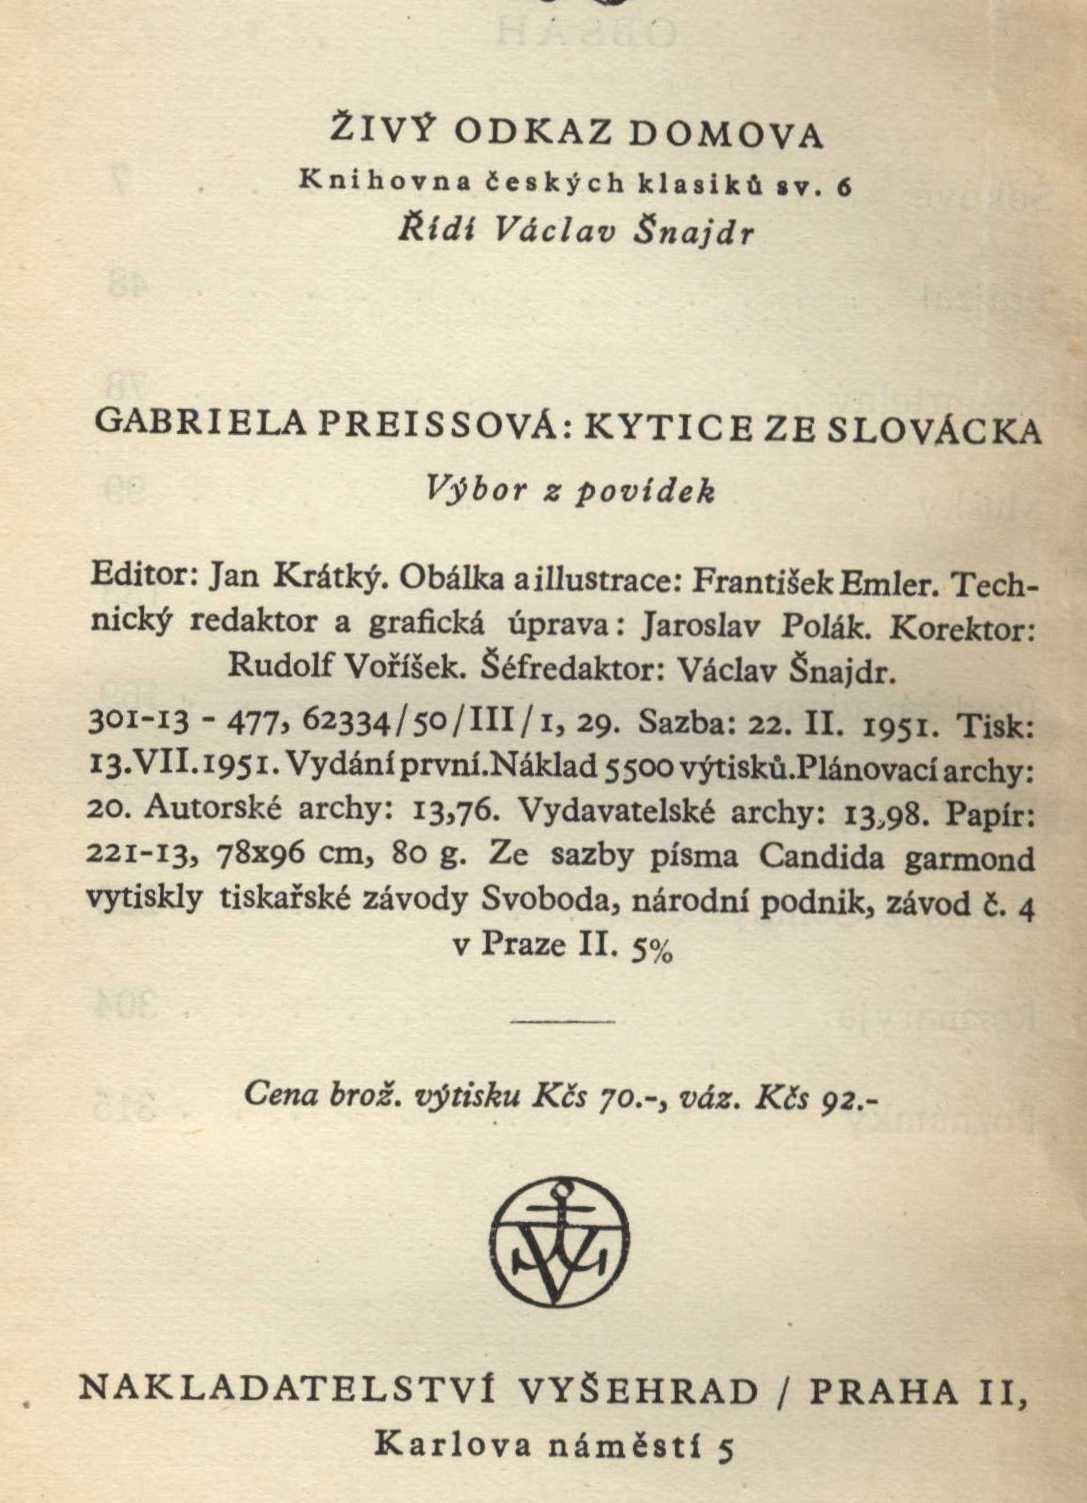 ŽIVÝ ODKAZ DOMOVA
Knihovna českých klasiků sv. 6
Řídí Václav Šnajdr
GABRIELA PREISSOVÁ: KYTICE ZE SLOVÁCKA
Výbor z povídek
Editor: Jan Krátký. Obálka a illustrace: František Emler. Tech-
nický redaktor a grafická úprava: Jaroslav Polák. Korektor:
Rudolf Voříšek. Šéfredaktor: Václav Šnajdr.
301-13 - 477, 62334/50/III/1, 29. Sazba: 22. II. 1951. Tisk:
13.VII.1951. Vydání první. Náklad 5500 výtisků. Plánovací archy:
20. Autorské archy: 13,76. Vydavatelské archy: 13,98. Papír:
221-13, 78x96 cm, 80 g. Ze sazby písma Candida garmond
vytiskly tiskařské závody Svoboda, národní podnik, závod č. 4
v Praze II. 5%
Cena brož. výtisku Kčs 70.-, váz. Kčs 92.-
NAKLADATELSTVÍ VYŠEHRAD / PRAHA II,
Karlova náměstí 5